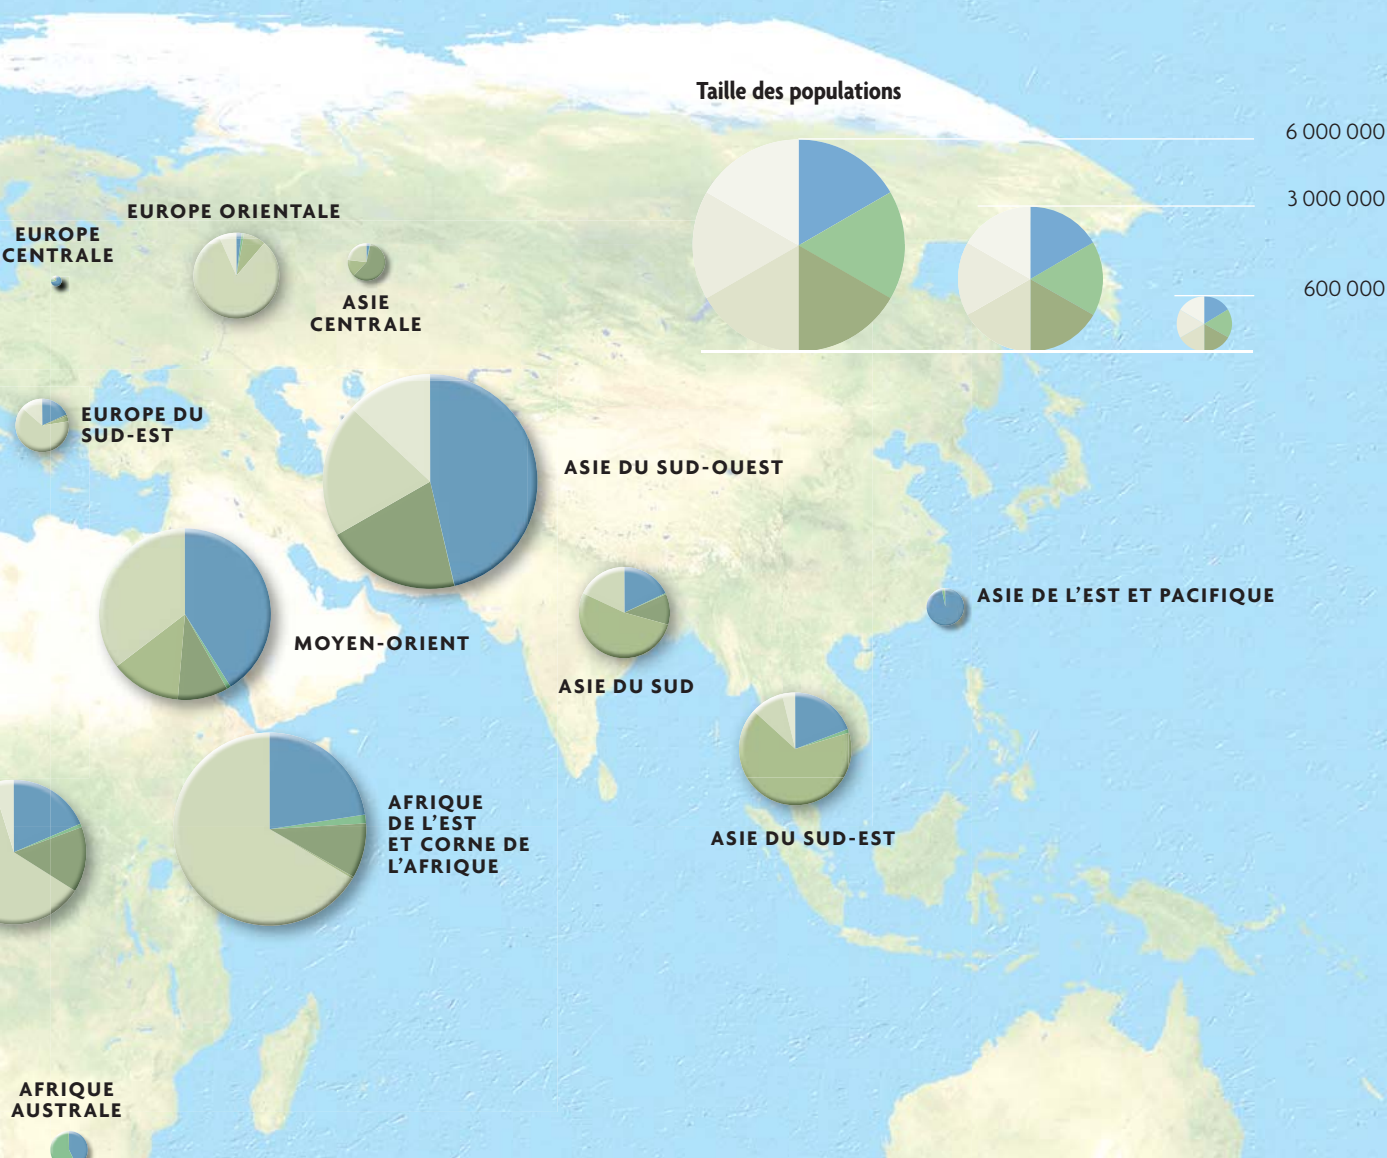 Taille des populations
6 000 000
3 000 000
600 000
EUROPE ORIENTALE
EUROPE
CENTRALE
ASIE
CENTRALE
EUROPE DU
SUD-EST
ASIE DU SUD-OUEST
MOYEN-ORIENT
ASIE DE L’EST ET PACIFIQUE
ASIE DU SUD
ASIE DU SUD-EST
AFRIQUE
DE L’EST
ET CORNE DE
L’AFRIQUE
AFRIQUE
AUSTRALE